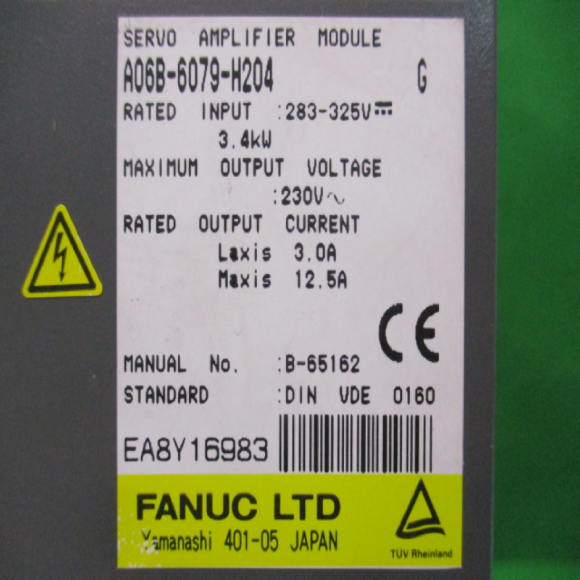 SERVO AMPLIFIER MODULE
A06B-6079-H204 G
RATED INPUT :283-325V⎓
3.4kW
MAXIMUM OUTPUT VOLTAGE
:230V～
RATED OUTPUT CURRENT
Laxis 3.0A
Maxis 12.5A
CE
MANUAL No. :B-65162
STANDARD :DIN VDE 0160
EA8Y16983
FANUC LTD
Yamanashi 401-05 JAPAN
TÜV Rheinland